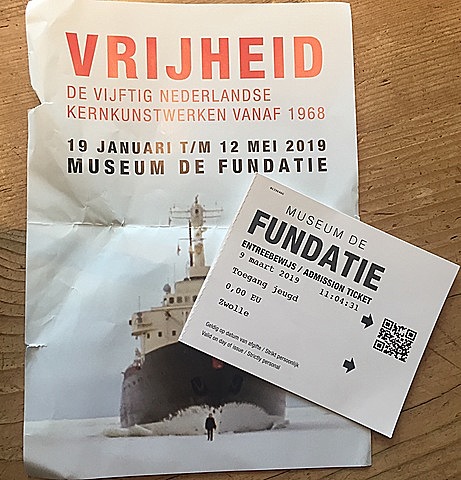 VRIJHEID
DE VIJFTIG NEDERLANDSE
KERNKUNSTWERKEN VANAF 1968
19 JANUARI T/M 12 MEI 2019
MUSEUM DE FUNDATIE
MUSEUM DE
FUNDATIE
ENTREEBEWIJS / ADMISSION TICKET
9 maart 2019 11:04:31
Toegang jeugd
0,00 EU
Zwolle
Geldig op datum van afgifte / Strikt persoonlijk
Valid on day of issue / Strictly personal